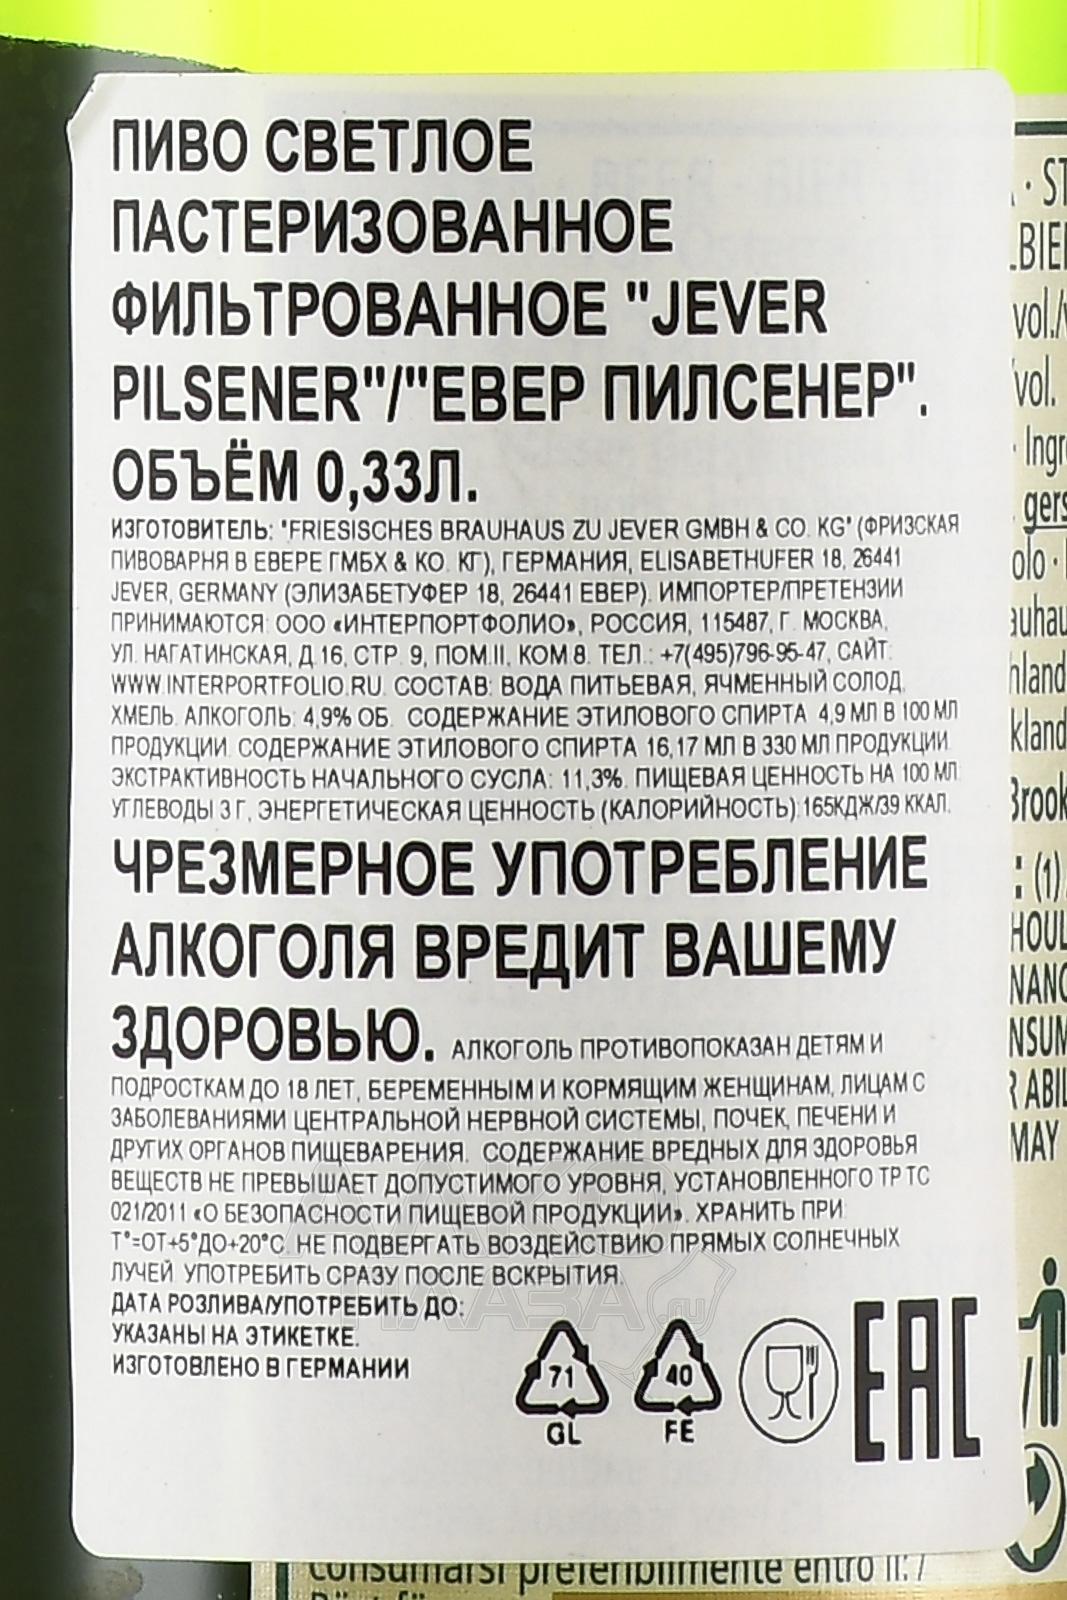 ПИВО СВЕТЛОЕ
ПАСТЕРИЗОВАННОЕ
ФИЛЬТРОВАННОЕ "JEVER
PILSENER"/"ЕВЕР ПИЛСЕНЕР".
ОБЪЁМ 0,33Л.
ИЗГОТОВИТЕЛЬ: "FRIESISCHES BRAUHAUS ZU JEVER GMBH & CO. KG" (ФРИЗСКАЯ
ПИВОВАРНЯ В ЕВЕРЕ ГМБХ & КО. КГ), ГЕРМАНИЯ, ELISABETHUFER 18, 26441
JEVER, GERMANY (ЭЛИЗАБЕТУФЕР 18, 26441 ЕВЕР). ИМПОРТЕР/ПРЕТЕНЗИИ
ПРИНИМАЮТСЯ: ООО «ИНТЕРПОРТФОЛИО», РОССИЯ, 115487, Г. МОСКВА,
УЛ. НАГАТИНСКАЯ, Д.16, СТР. 9, ПОМ.II, КОМ.8. ТЕЛ.: +7(495)796-95-47, САЙТ:
WWW.INTERPORTFOLIO.RU. СОСТАВ: ВОДА ПИТЬЕВАЯ, ЯЧМЕННЫЙ СОЛОД,
ХМЕЛЬ. АЛКОГОЛЬ: 4,9% ОБ. СОДЕРЖАНИЕ ЭТИЛОВОГО СПИРТА 4,9 МЛ В 100 МЛ
ПРОДУКЦИИ. СОДЕРЖАНИЕ ЭТИЛОВОГО СПИРТА 16,17 МЛ В 330 МЛ ПРОДУКЦИИ.
ЭКСТРАКТИВНОСТЬ НАЧАЛЬНОГО СУСЛА: 11,3%. ПИЩЕВАЯ ЦЕННОСТЬ НА 100 МЛ:
УГЛЕВОДЫ 3 Г, ЭНЕРГЕТИЧЕСКАЯ ЦЕННОСТЬ (КАЛОРИЙНОСТЬ):165КДЖ/39 ККАЛ.
ЧРЕЗМЕРНОЕ УПОТРЕБЛЕНИЕ
АЛКОГОЛЯ ВРЕДИТ ВАШЕМУ
ЗДОРОВЬЮ. АЛКОГОЛЬ ПРОТИВОПОКАЗАН ДЕТЯМ И
ПОДРОСТКАМ ДО 18 ЛЕТ, БЕРЕМЕННЫМ И КОРМЯЩИМ ЖЕНЩИНАМ, ЛИЦАМ С
ЗАБОЛЕВАНИЯМИ ЦЕНТРАЛЬНОЙ НЕРВНОЙ СИСТЕМЫ, ПОЧЕК, ПЕЧЕНИ И
ДРУГИХ ОРГАНОВ ПИЩЕВАРЕНИЯ. СОДЕРЖАНИЕ ВРЕДНЫХ ДЛЯ ЗДОРОВЬЯ
ВЕЩЕСТВ НЕ ПРЕВЫШАЕТ ДОПУСТИМОГО УРОВНЯ, УСТАНОВЛЕННОГО ТР ТС
021/2011 «О БЕЗОПАСНОСТИ ПИЩЕВОЙ ПРОДУКЦИИ». ХРАНИТЬ ПРИ
Т°=ОТ+5°ДО+20°С. НЕ ПОДВЕРГАТЬ ВОЗДЕЙСТВИЮ ПРЯМЫХ СОЛНЕЧНЫХ
ЛУЧЕЙ. УПОТРЕБИТЬ СРАЗУ ПОСЛЕ ВСКРЫТИЯ.
ДАТА РОЗЛИВА/УПОТРЕБИТЬ ДО:
УКАЗАНЫ НА ЭТИКЕТКЕ.
ИЗГОТОВЛЕНО В ГЕРМАНИИ
71
GL
40
FE
EAC
АЛКО
ПЛАЗА.ru
vol.
MAY
consumarsi preferibilmente entro il: /